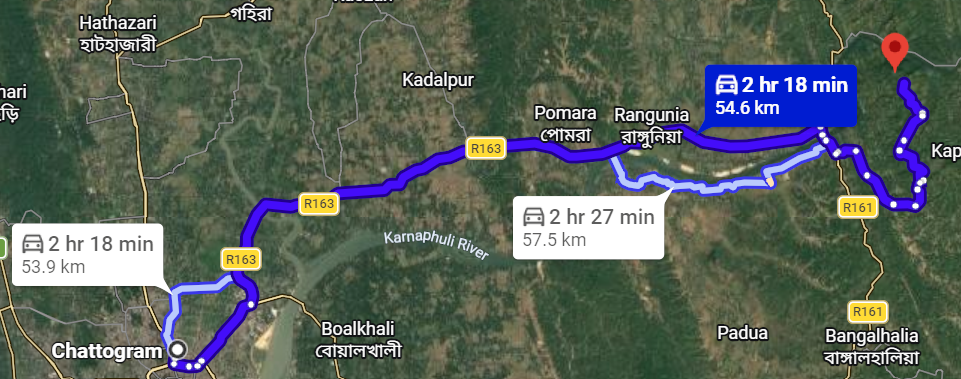 Hathazari
হাটহাজারী
গহিরা
Kadalpur
Pomara
পোমরা
Rangunia
রাঙ্গুনিয়া
2 hr 18 min
54.6 km
R163
Kap
R163
2 hr 27 min
57.5 km
R161
2 hr 18 min
53.9 km
R163
Karnaphuli River
Chattogram
Boalkhali
বোয়ালখালী
Padua
R161
Bangalhalia
বাঙ্গালহালিয়া